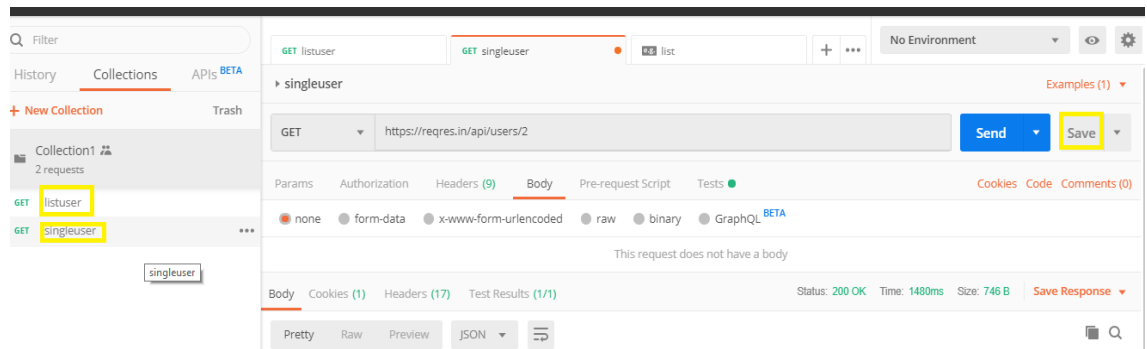 Filter
History Collections APIs BETA
+ New Collection Trash
Collection1
2 requests
GET listuser
GET singleuser •••
singleuser
GET listuser GET singleuser e.g. list + ••• No Environment
singleuser Examples (1)
GET https://reqres.in/api/users/2 Send Save
Params Authorization Headers (9) Body Pre-request Script Tests Cookies Code Comments (0)
none form-data x-www-form-urlencoded raw binary GraphQL BETA
This request does not have a body
Body Cookies (1) Headers (17) Test Results (1/1) Status: 200 OK Time: 1480ms Size: 746 B Save Response
Pretty Raw Preview JSON